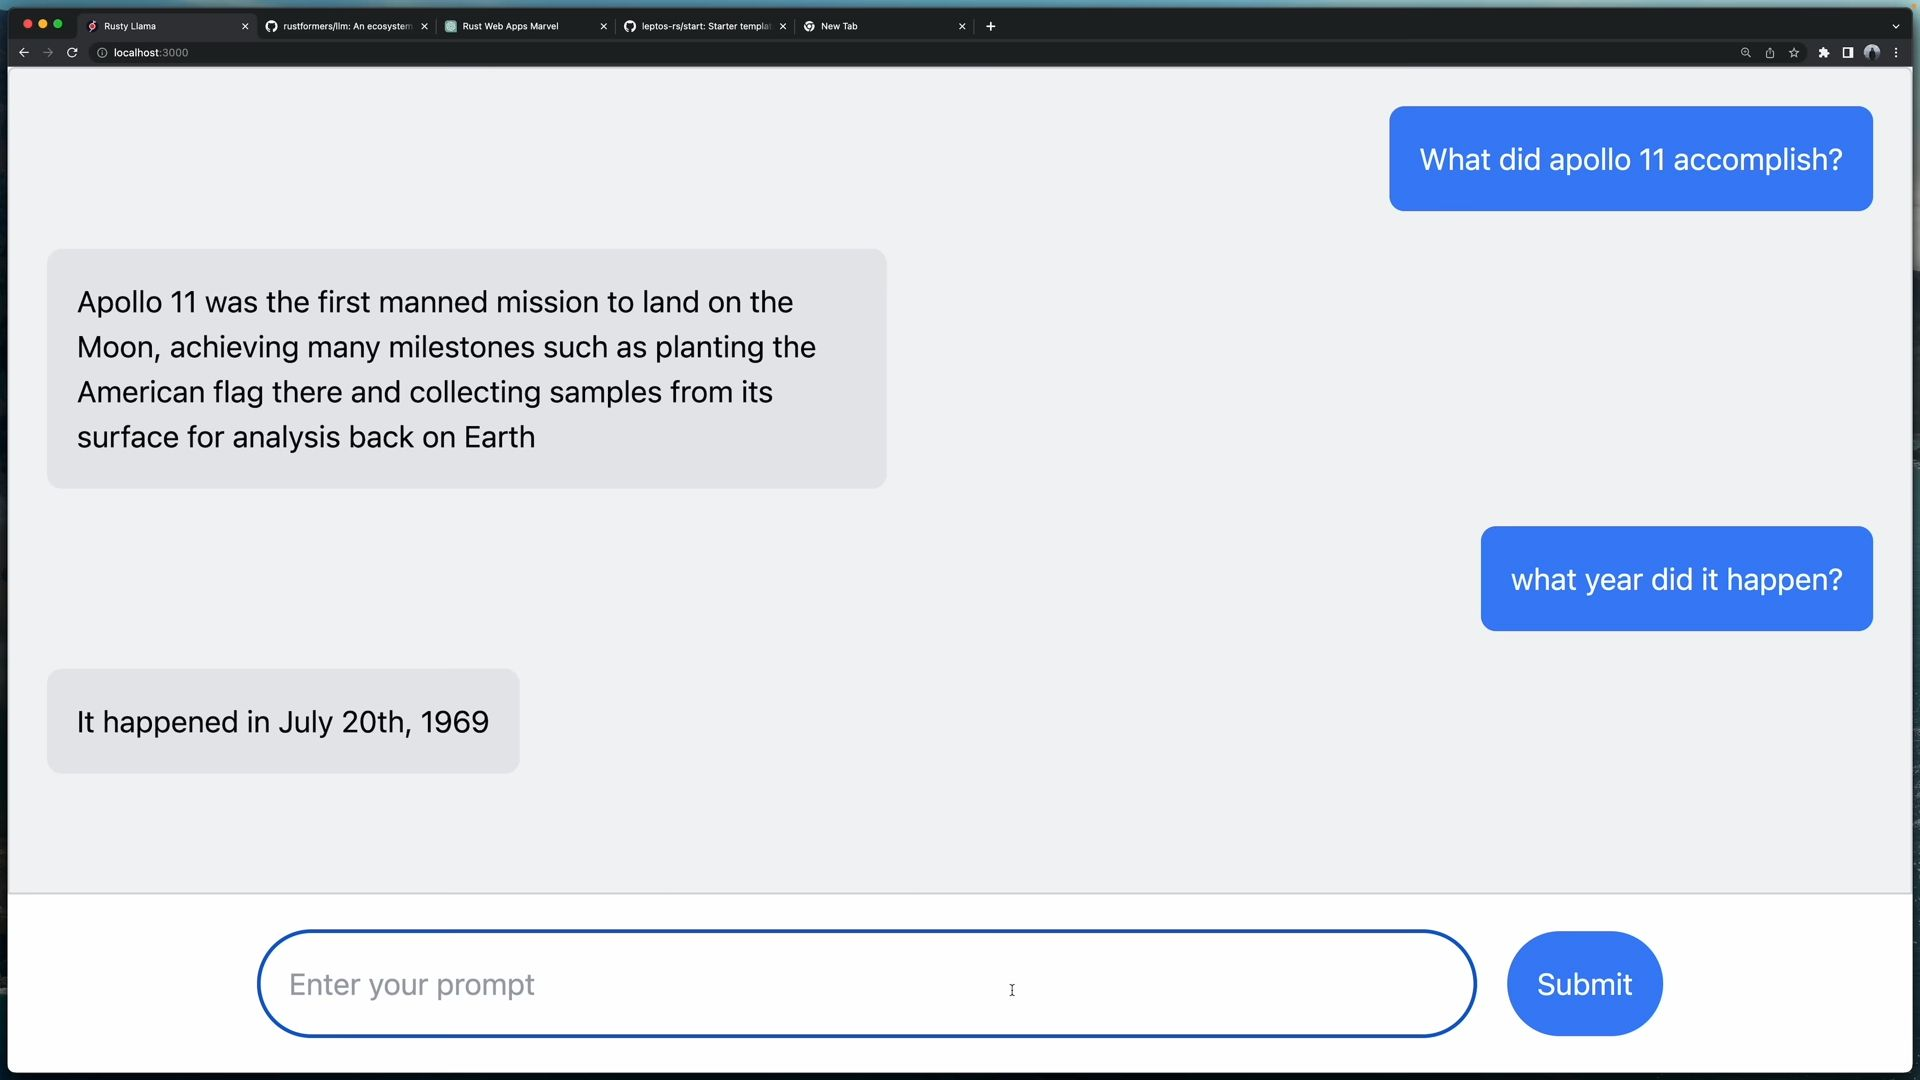 Rusty Llama
rustformers/llm: An ecosystem
Rust Web Apps Marvel
leptos-rs/start: Starter templat
New Tab
localhost:3000
What did apollo 11 accomplish?
Apollo 11 was the first manned mission to land on the
Moon, achieving many milestones such as planting the
American flag there and collecting samples from its
surface for analysis back on Earth
what year did it happen?
It happened in July 20th, 1969
Enter your prompt
Submit